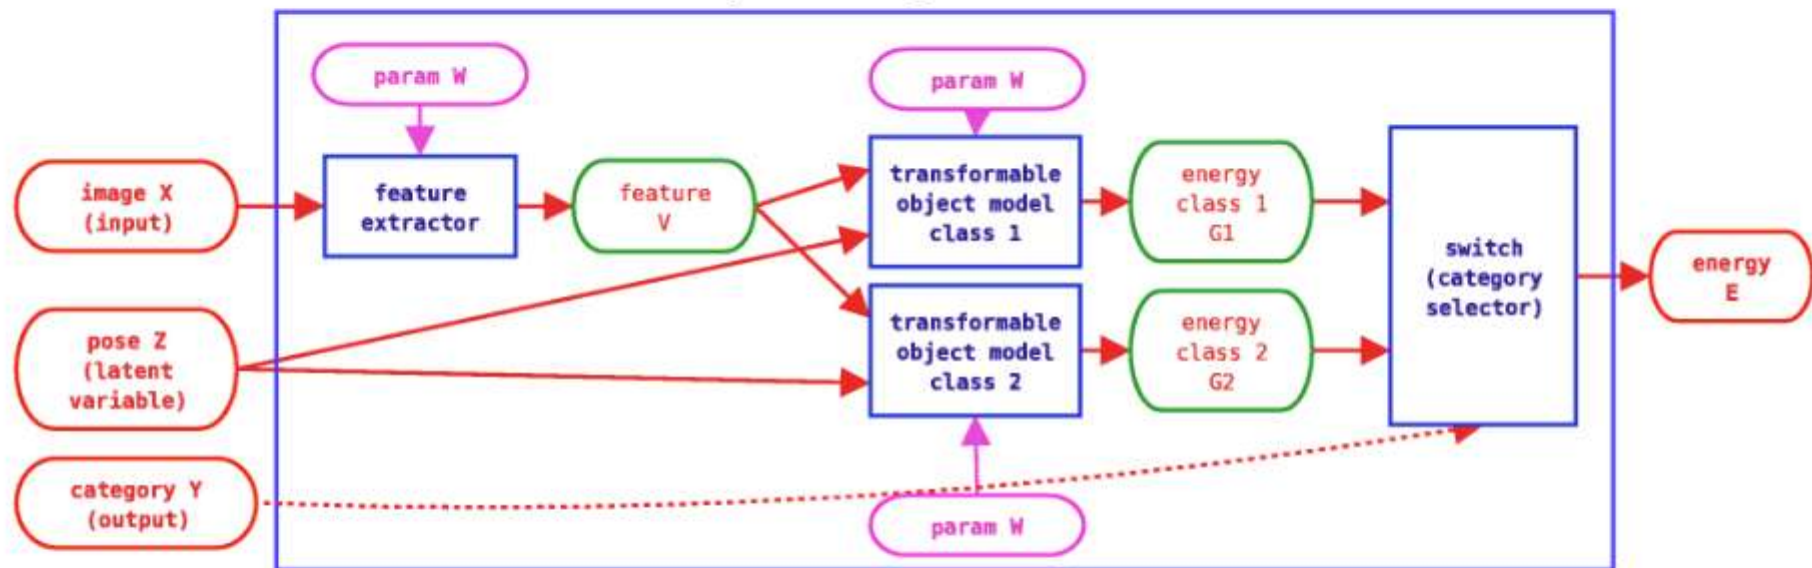 param W
param W
image X
(input)
feature
extractor
feature
V
transformable
object model
class 1
energy
class 1
G1
switch
(category
selector)
energy
E
pose Z
(latent
variable)
transformable
object model
class 2
energy
class 2
G2
category Y
(output)
param W